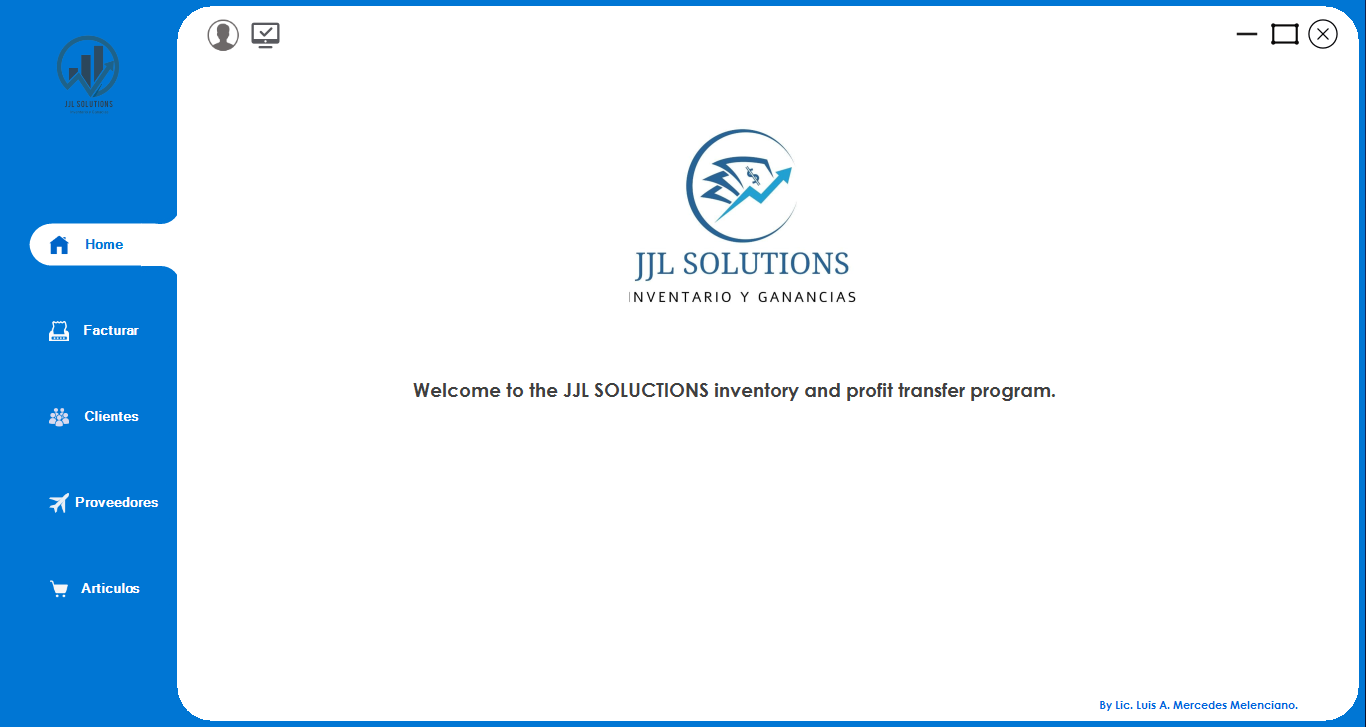 JJL SOLUTIONS
Home
Facturar
Clientes
Proveedores
Articulos
JJL SOLUTIONS
INVENTARIO Y GANANCIAS
Welcome to the JJL SOLUCTIONS inventory and profit transfer program.
By Lic. Luis A. Mercedes Melenciano.